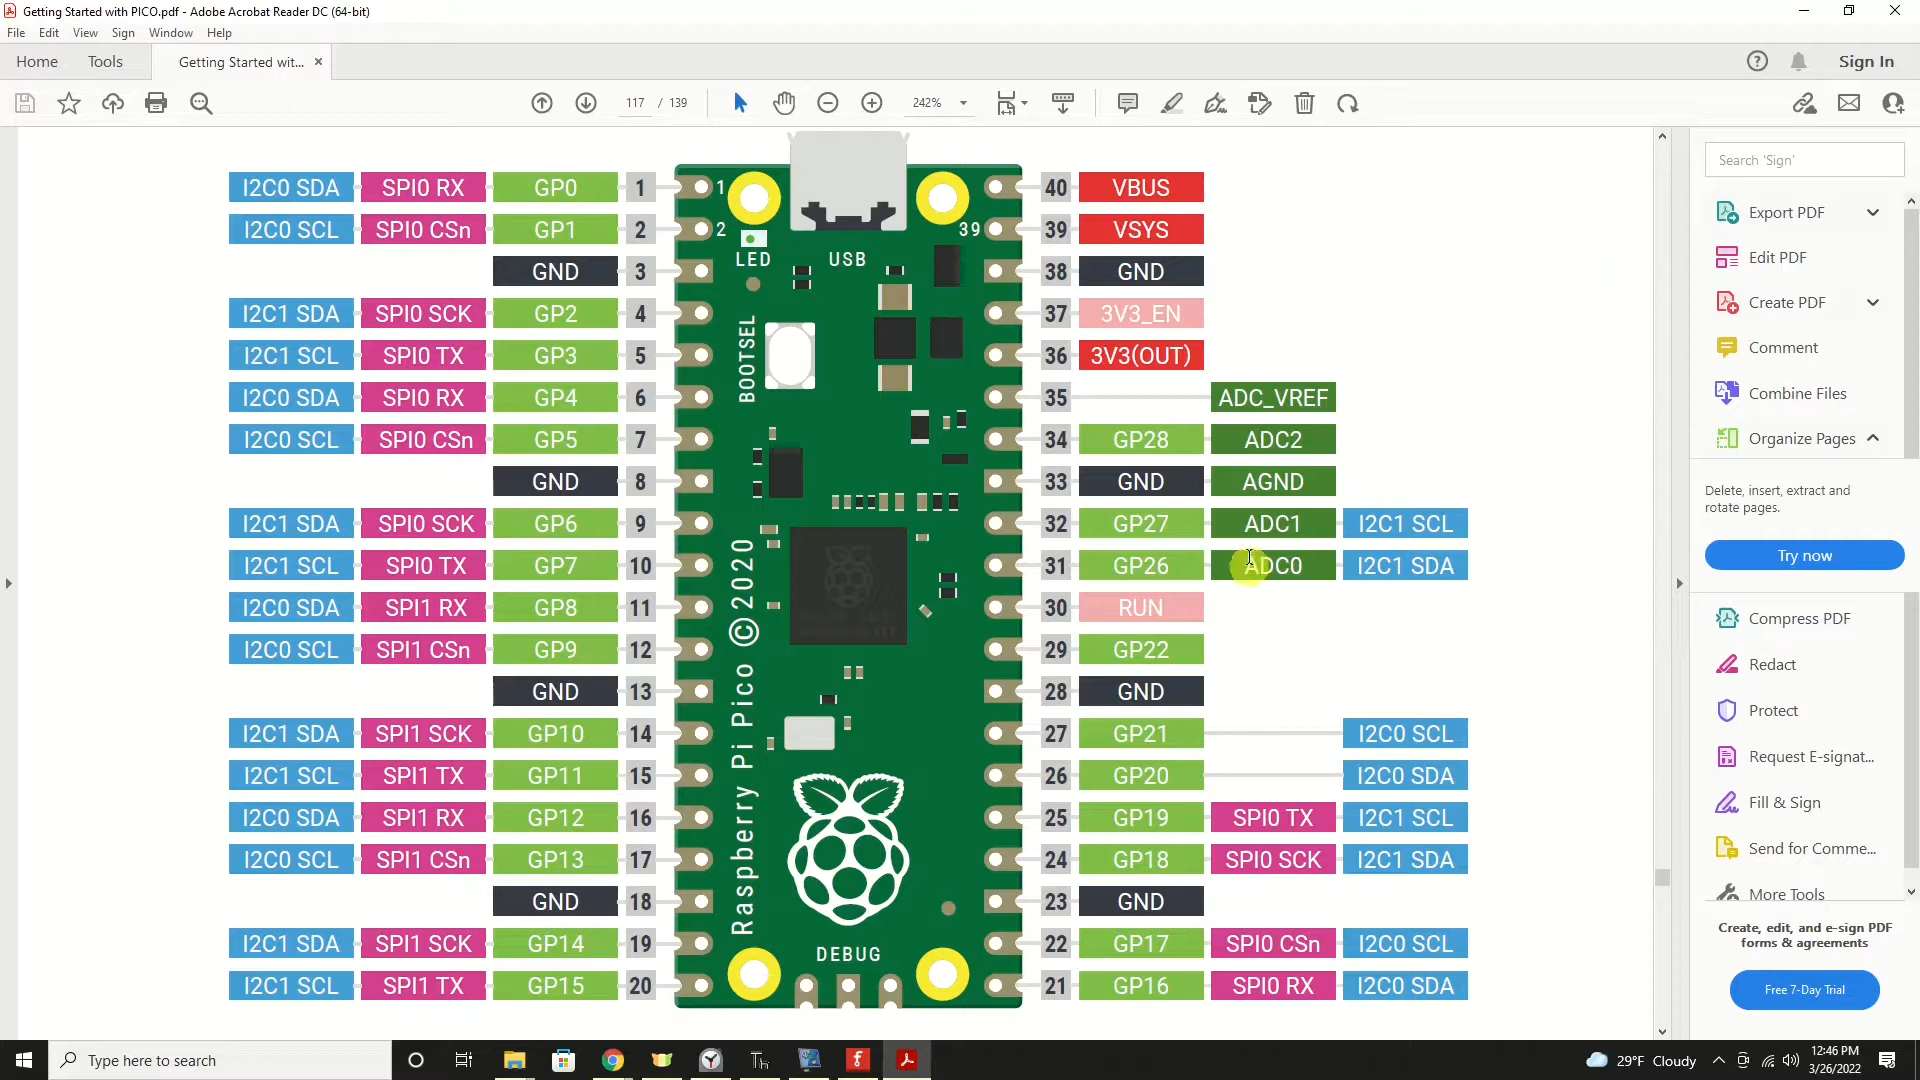 Getting Started with PICO.pdf - Adobe Acrobat Reader DC (64-bit)
File Edit View Sign Window Help
Home Tools Getting Started wit... × Sign In
117 / 139 242%
I2C0 SDA SPI0 RX GP0 1 1 40 VBUS
I2C0 SCL SPI0 CSn GP1 2 2 39 39 VSYS
LED USB
GND 3 38 GND
I2C1 SDA SPI0 SCK GP2 4 37 3V3_EN
I2C1 SCL SPI0 TX GP3 5 BOOTSEL 36 3V3(OUT)
I2C0 SDA SPI0 RX GP4 6 35 ADC_VREF
I2C0 SCL SPI0 CSn GP5 7 34 GP28 ADC2
GND 8 33 GND AGND
I2C1 SDA SPI0 SCK GP6 9 32 GP27 ADC1 I2C1 SCL
I2C1 SCL SPI0 TX GP7 10 31 GP26 ADC0 I2C1 SDA
I2C0 SDA SPI1 RX GP8 11 30 RUN
I2C0 SCL SPI1 CSn GP9 12 29 GP22
GND 13 28 GND
I2C1 SDA SPI1 SCK GP10 14 27 GP21 I2C0 SCL
I2C1 SCL SPI1 TX GP11 15 26 GP20 I2C0 SDA
Raspberry Pi Pico ©2020
I2C0 SDA SPI1 RX GP12 16 25 GP19 SPI0 TX I2C1 SCL
I2C0 SCL SPI1 CSn GP13 17 24 GP18 SPI0 SCK I2C1 SDA
GND 18 23 GND
I2C1 SDA SPI1 SCK GP14 19 22 GP17 SPI0 CSn I2C0 SCL
DEBUG
I2C1 SCL SPI1 TX GP15 20 21 GP16 SPI0 RX I2C0 SDA
Search 'Sign'
Export PDF
Edit PDF
Create PDF
Comment
Combine Files
Organize Pages
Delete, insert, extract and
rotate pages.
Try now
Compress PDF
Redact
Protect
Request E-signat...
Fill & Sign
Send for Comme...
More Tools
Create, edit, and e-sign PDF
forms & agreements
Free 7-Day Trial
Type here to search
29°F Cloudy
12:46 PM
3/26/2022